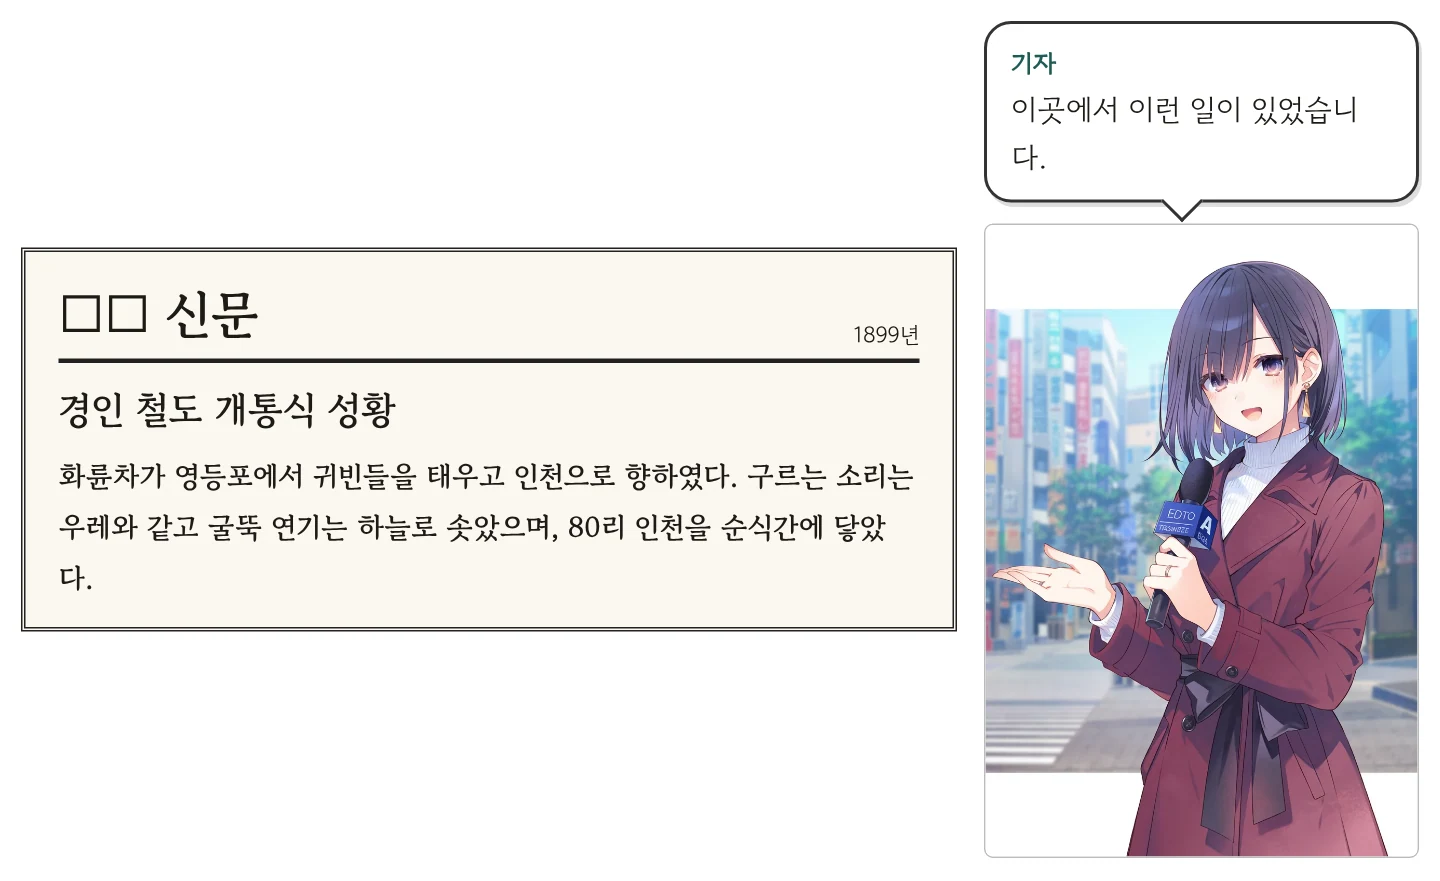 기자
이곳에서 이런 일이 있었습니
다.
□□ 신문
1899년
경인 철도 개통식 성황
화륜차가 영등포에서 귀빈들을 태우고 인천으로 향하였다. 구르는 소리는
우레와 같고 굴뚝 연기는 하늘로 솟았으며, 80리 인천을 순식간에 닿았
다.
EDTO
A